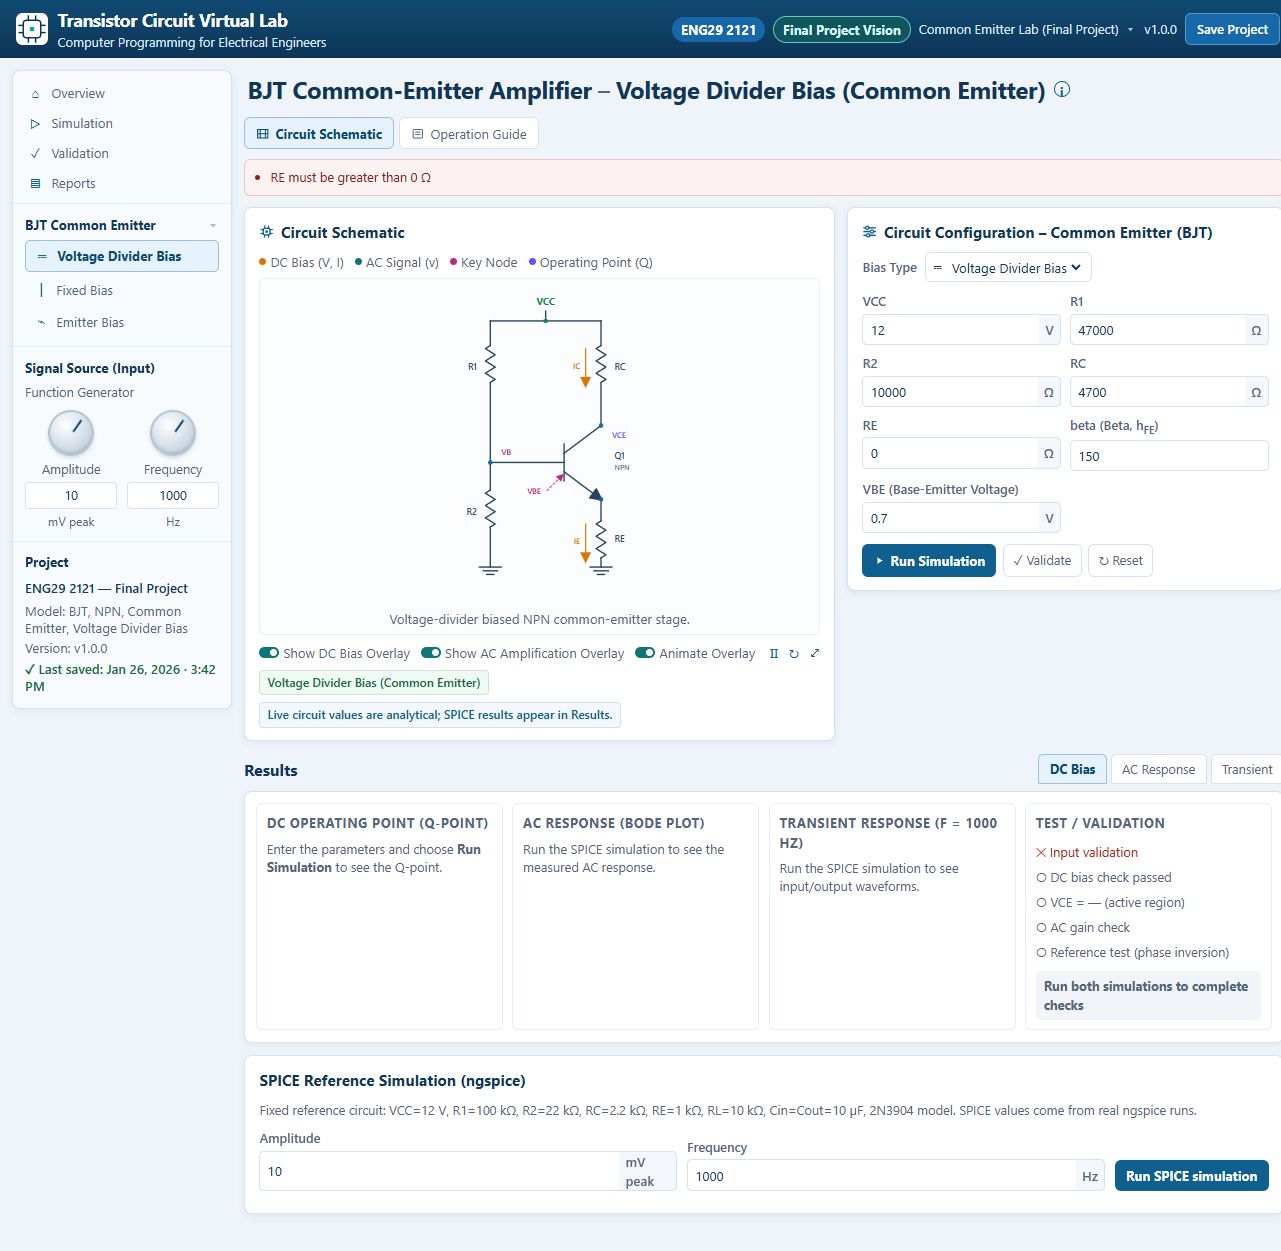 Transistor Circuit Virtual Lab
Computer Programming for Electrical Engineers
ENG29 2121
Final Project Vision
Common Emitter Lab (Final Project)
v1.0.0
Save Project
Overview
Simulation
Validation
Reports
BJT Common Emitter
Voltage Divider Bias
Fixed Bias
Emitter Bias
Signal Source (Input)
Function Generator
Amplitude
Frequency
10
1000
mV peak
Hz
Project
ENG29 2121 — Final Project
Model: BJT, NPN, Common
Emitter, Voltage Divider Bias
Version: v1.0.0
✓ Last saved: Jan 26, 2026 · 3:42
PM
BJT Common-Emitter Amplifier – Voltage Divider Bias (Common Emitter)
Circuit Schematic
Operation Guide
• RE must be greater than 0 Ω
Circuit Schematic
DC Bias (V, I)
AC Signal (v)
Key Node
Operating Point (Q)
VCC
R1
IC
RC
VCE
VB
Q1
NPN
VBE
R2
IE
RE
Voltage-divider biased NPN common-emitter stage.
Show DC Bias Overlay
Show AC Amplification Overlay
Animate Overlay
Voltage Divider Bias (Common Emitter)
Live circuit values are analytical; SPICE results appear in Results.
Circuit Configuration – Common Emitter (BJT)
Bias Type
Voltage Divider Bias
VCC
R1
12 V
47000 Ω
R2
RC
10000 Ω
4700 Ω
RE
beta (Beta, hFE)
0 Ω
150
VBE (Base-Emitter Voltage)
0.7 V
Run Simulation
✓ Validate
↻ Reset
Results
DC Bias
AC Response
Transient
DC OPERATING POINT (Q-POINT)
Enter the parameters and choose Run
Simulation to see the Q-point.
AC RESPONSE (BODE PLOT)
Run the SPICE simulation to see the
measured AC response.
TRANSIENT RESPONSE (F = 1000
HZ)
Run the SPICE simulation to see
input/output waveforms.
TEST / VALIDATION
✕ Input validation
○ DC bias check passed
○ VCE = — (active region)
○ AC gain check
○ Reference test (phase inversion)
Run both simulations to complete
checks
SPICE Reference Simulation (ngspice)
Fixed reference circuit: VCC=12 V, R1=100 kΩ, R2=22 kΩ, RC=2.2 kΩ, RE=1 kΩ, RL=10 kΩ, Cin=Cout=10 µF, 2N3904 model. SPICE values come from real ngspice runs.
Amplitude
10
mV
peak
Frequency
1000 Hz
Run SPICE simulation